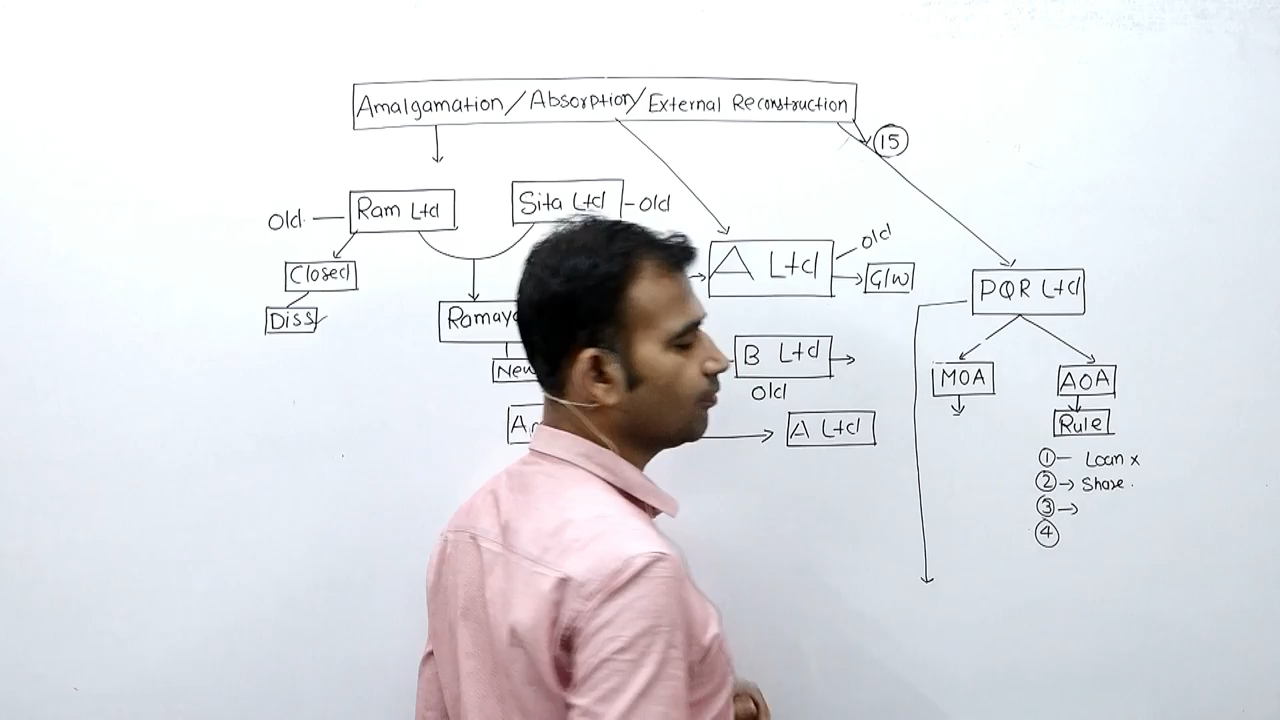 Amalgamation / Absorption / External Reconstruction
15
Old
Ram Ltd
Sita Ltd
Old
Closed
Diss
New
A Ltd
Old
G/W
B Ltd
Old
A Ltd
PQR Ltd
MOA
AOA
Rule
1 - Loan x
2 → Share.
3 →
4